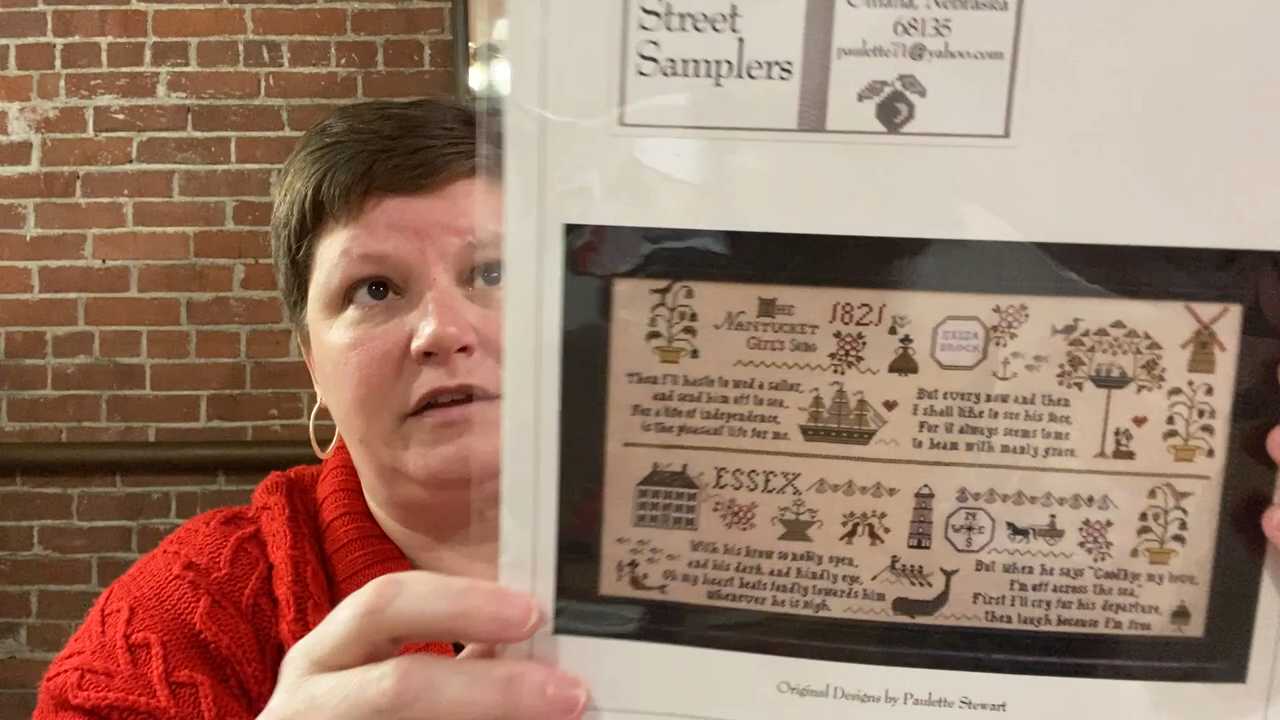 Street
Samplers
Omaha, Nebraska
68135
paulette71@yahoo.com
THE
NANTUCKET
GIRL'S SONG
1821
ELIZA
BROCK
Then I'll hastle to wed a sailor,
and send him off to sea,
For a life of independence,
is the pleasant life for me.
But every now and then
I shall like to see his face,
For it always seems to me
to beam with manly grace.
ESSEX
N
W E
S
With his brow so nobly open,
and his dark and kindly eye,
Oh my heart beats fondly towards him
whenever he is nigh.
But when he says "Goodbye my love,
I'm off across the sea,"
First I'll cry for his departure,
then laugh because I'm free
Original Designs by Paulette Stewart